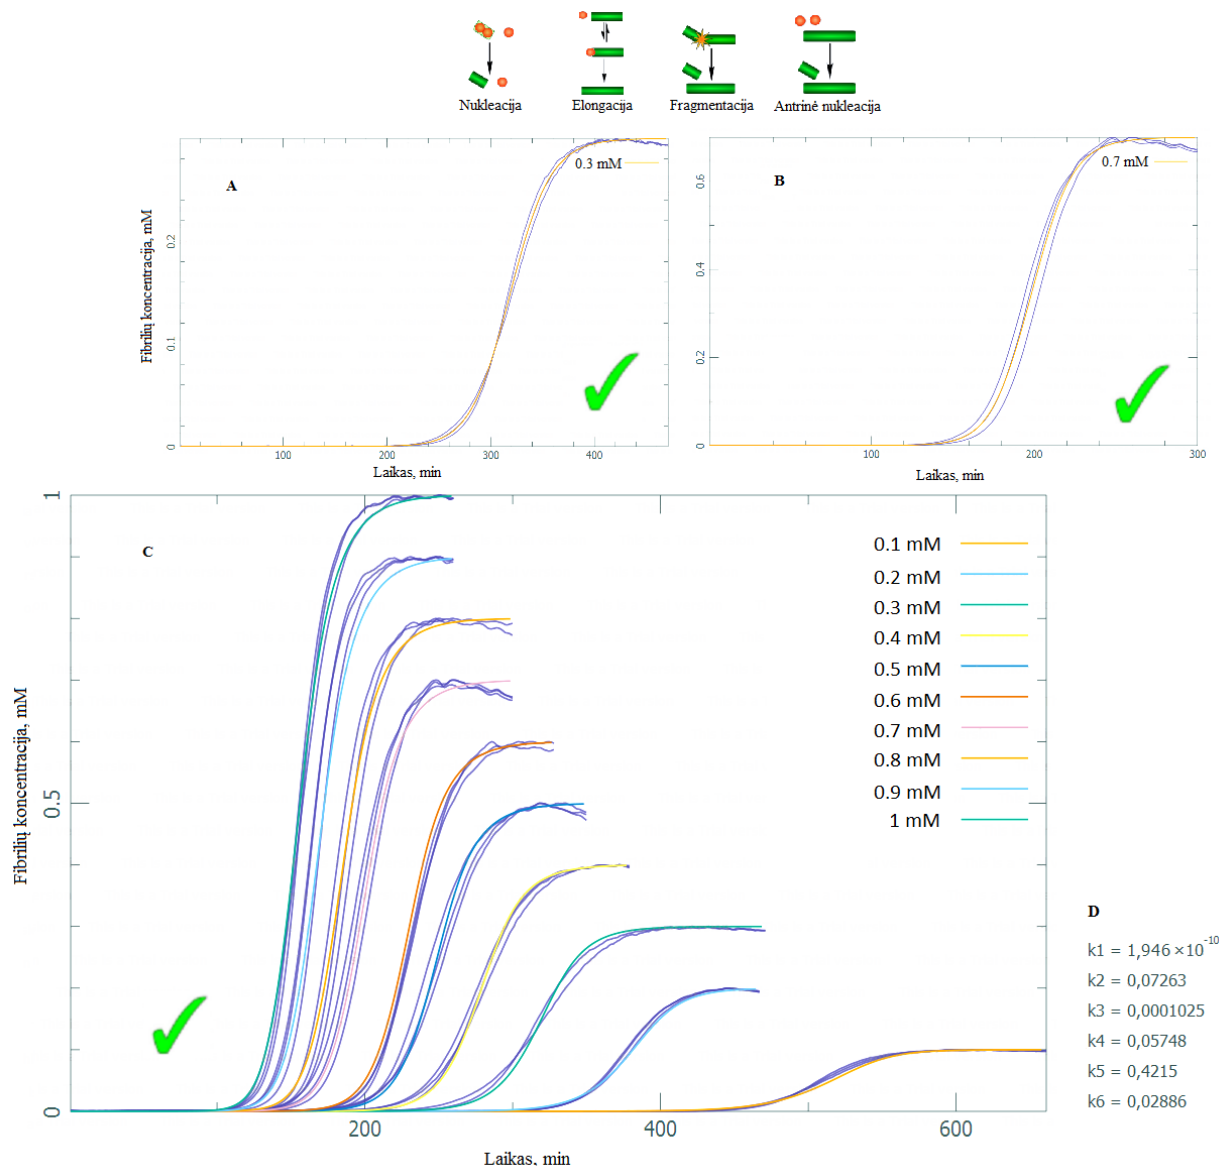 Nukleacija
Elongacija
Fragmentacija
Antrinė nukleacija
A
0.3 mM
Fibrilių koncentracija, mM
0.2
0.1
0
100
200
300
400
Laikas, min
B
0.7 mM
0.6
0.4
0.2
0
100
200
300
Laikas, min
C
Fibrilių koncentracija, mM
1
0.5
0
200
400
600
Laikas, min
0.1 mM
0.2 mM
0.3 mM
0.4 mM
0.5 mM
0.6 mM
0.7 mM
0.8 mM
0.9 mM
1 mM
D
k1 = 1,946 ×10⁻¹⁰
k2 = 0,07263
k3 = 0,0001025
k4 = 0,05748
k5 = 0,4215
k6 = 0,02886